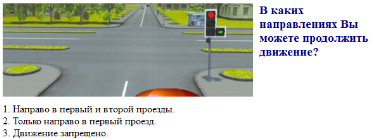 В каких
направлениях Вы
можете продолжить
движение?
1. Направо в первый и второй проезды.
2. Только направо в первый проезд.
3. Движение запрещено.